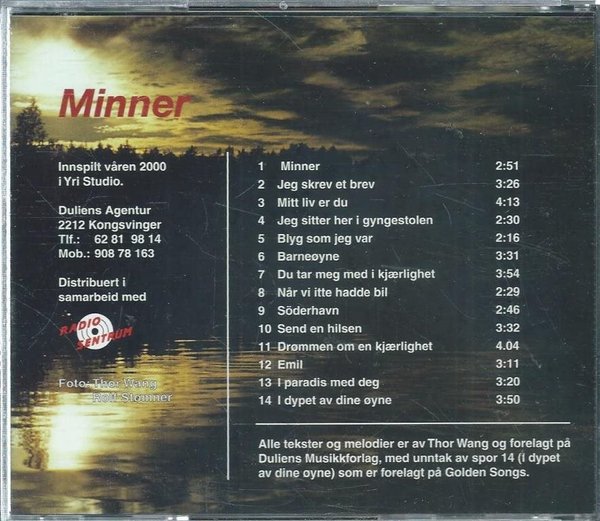 Minner
Innspilt våren 2000
i Yri Studio.
Duliens Agentur
2212 Kongsvinger
Tlf.: 62 81 98 14
Mob.: 908 78 163
Distribuert i
samarbeid med
RADIO
SENTRUM
Foto: Thor Wang
Rolf Stømner
1 Minner 2:51
2 Jeg skrev et brev 3:26
3 Mitt liv er du 4:13
4 Jeg sitter her i gyngestolen 2:30
5 Blyg som jeg var 2:16
6 Barneøyne 3:31
7 Du tar meg med i kjærlighet 3:54
8 Når vi itte hadde bil 2:29
9 Söderhavn 2:46
10 Send en hilsen 3:32
11 Drømmen om en kjærlighet 4.04
12 Emil 3:11
13 I paradis med deg 3:20
14 I dypet av dine øyne 3:50
Alle tekster og melodier er av Thor Wang og forelagt på
Duliens Musikkforlag, med unntak av spor 14 (i dypet
av dine øyne) som er forelagt på Golden Songs.